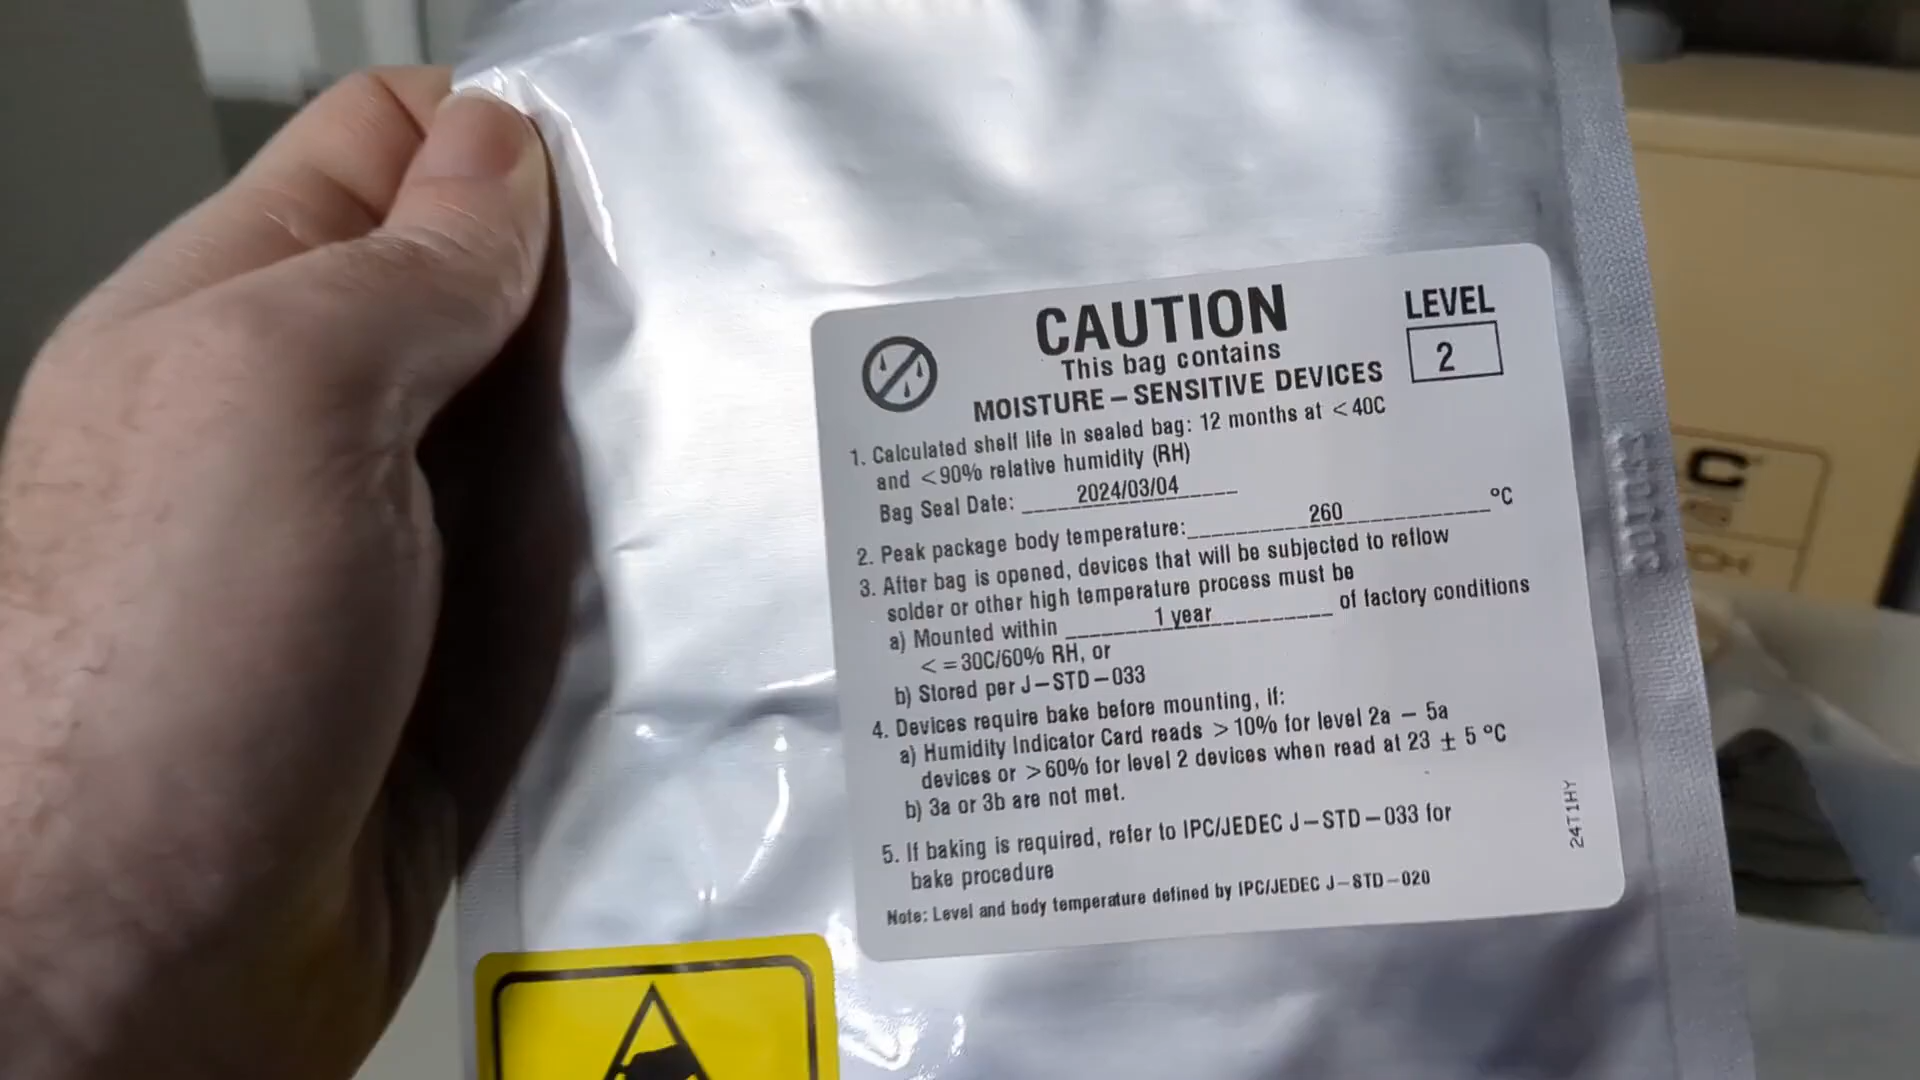 CAUTION
This bag contains
MOISTURE – SENSITIVE DEVICES
LEVEL
2
1. Calculated shelf life in sealed bag: 12 months at < 40C
and < 90% relative humidity (RH)
Bag Seal Date: 2024/03/04
2. Peak package body temperature: 260 °C
3. After bag is opened, devices that will be subjected to reflow
solder or other high temperature process must be
a) Mounted within 1 year of factory conditions
< = 30C/60% RH, or
b) Stored per J – STD – 033
4. Devices require bake before mounting, if:
a) Humidity Indicator Card reads > 10% for level 2a – 5a
devices or > 60% for level 2 devices when read at 23 ± 5 °C
b) 3a or 3b are not met.
5. If baking is required, refer to IPC/JEDEC J – STD – 033 for
bake procedure
Note: Level and body temperature defined by IPC/JEDEC J – STD – 020
24T1HY
C